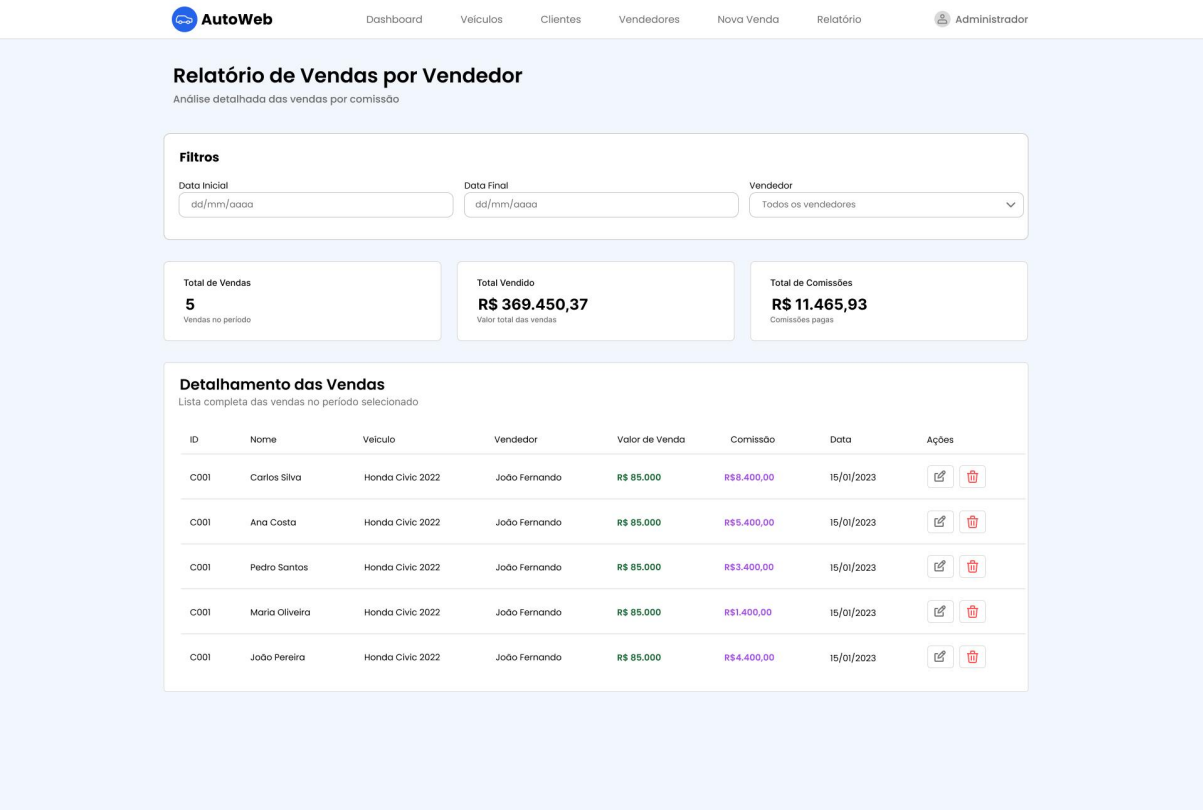 AutoWeb Dashboard Veículos Clientes Vendedores Nova Venda Relatório Administrador
Relatório de Vendas por Vendedor
Análise detalhada das vendas por comissão
Filtros
Data Inicial Data Final Vendedor
dd/mm/aaaa dd/mm/aaaa Todos os vendedores
Total de Vendas Total Vendido Total de Comissões
5 R$ 369.450,37 R$ 11.465,93
Vendas no período Valor total das vendas Comissões pagas
Detalhamento das Vendas
Lista completa das vendas no período selecionado
ID Nome Veículo Vendedor Valor de Venda Comissão Data Ações
C001 Carlos Silva Honda Civic 2022 João Fernando R$ 85.000 R$8.400,00 15/01/2023
C001 Ana Costa Honda Civic 2022 João Fernando R$ 85.000 R$5.400,00 15/01/2023
C001 Pedro Santos Honda Civic 2022 João Fernando R$ 85.000 R$3.400,00 15/01/2023
C001 Maria Oliveira Honda Civic 2022 João Fernando R$ 85.000 R$1.400,00 15/01/2023
C001 João Pereira Honda Civic 2022 João Fernando R$ 85.000 R$4.400,00 15/01/2023